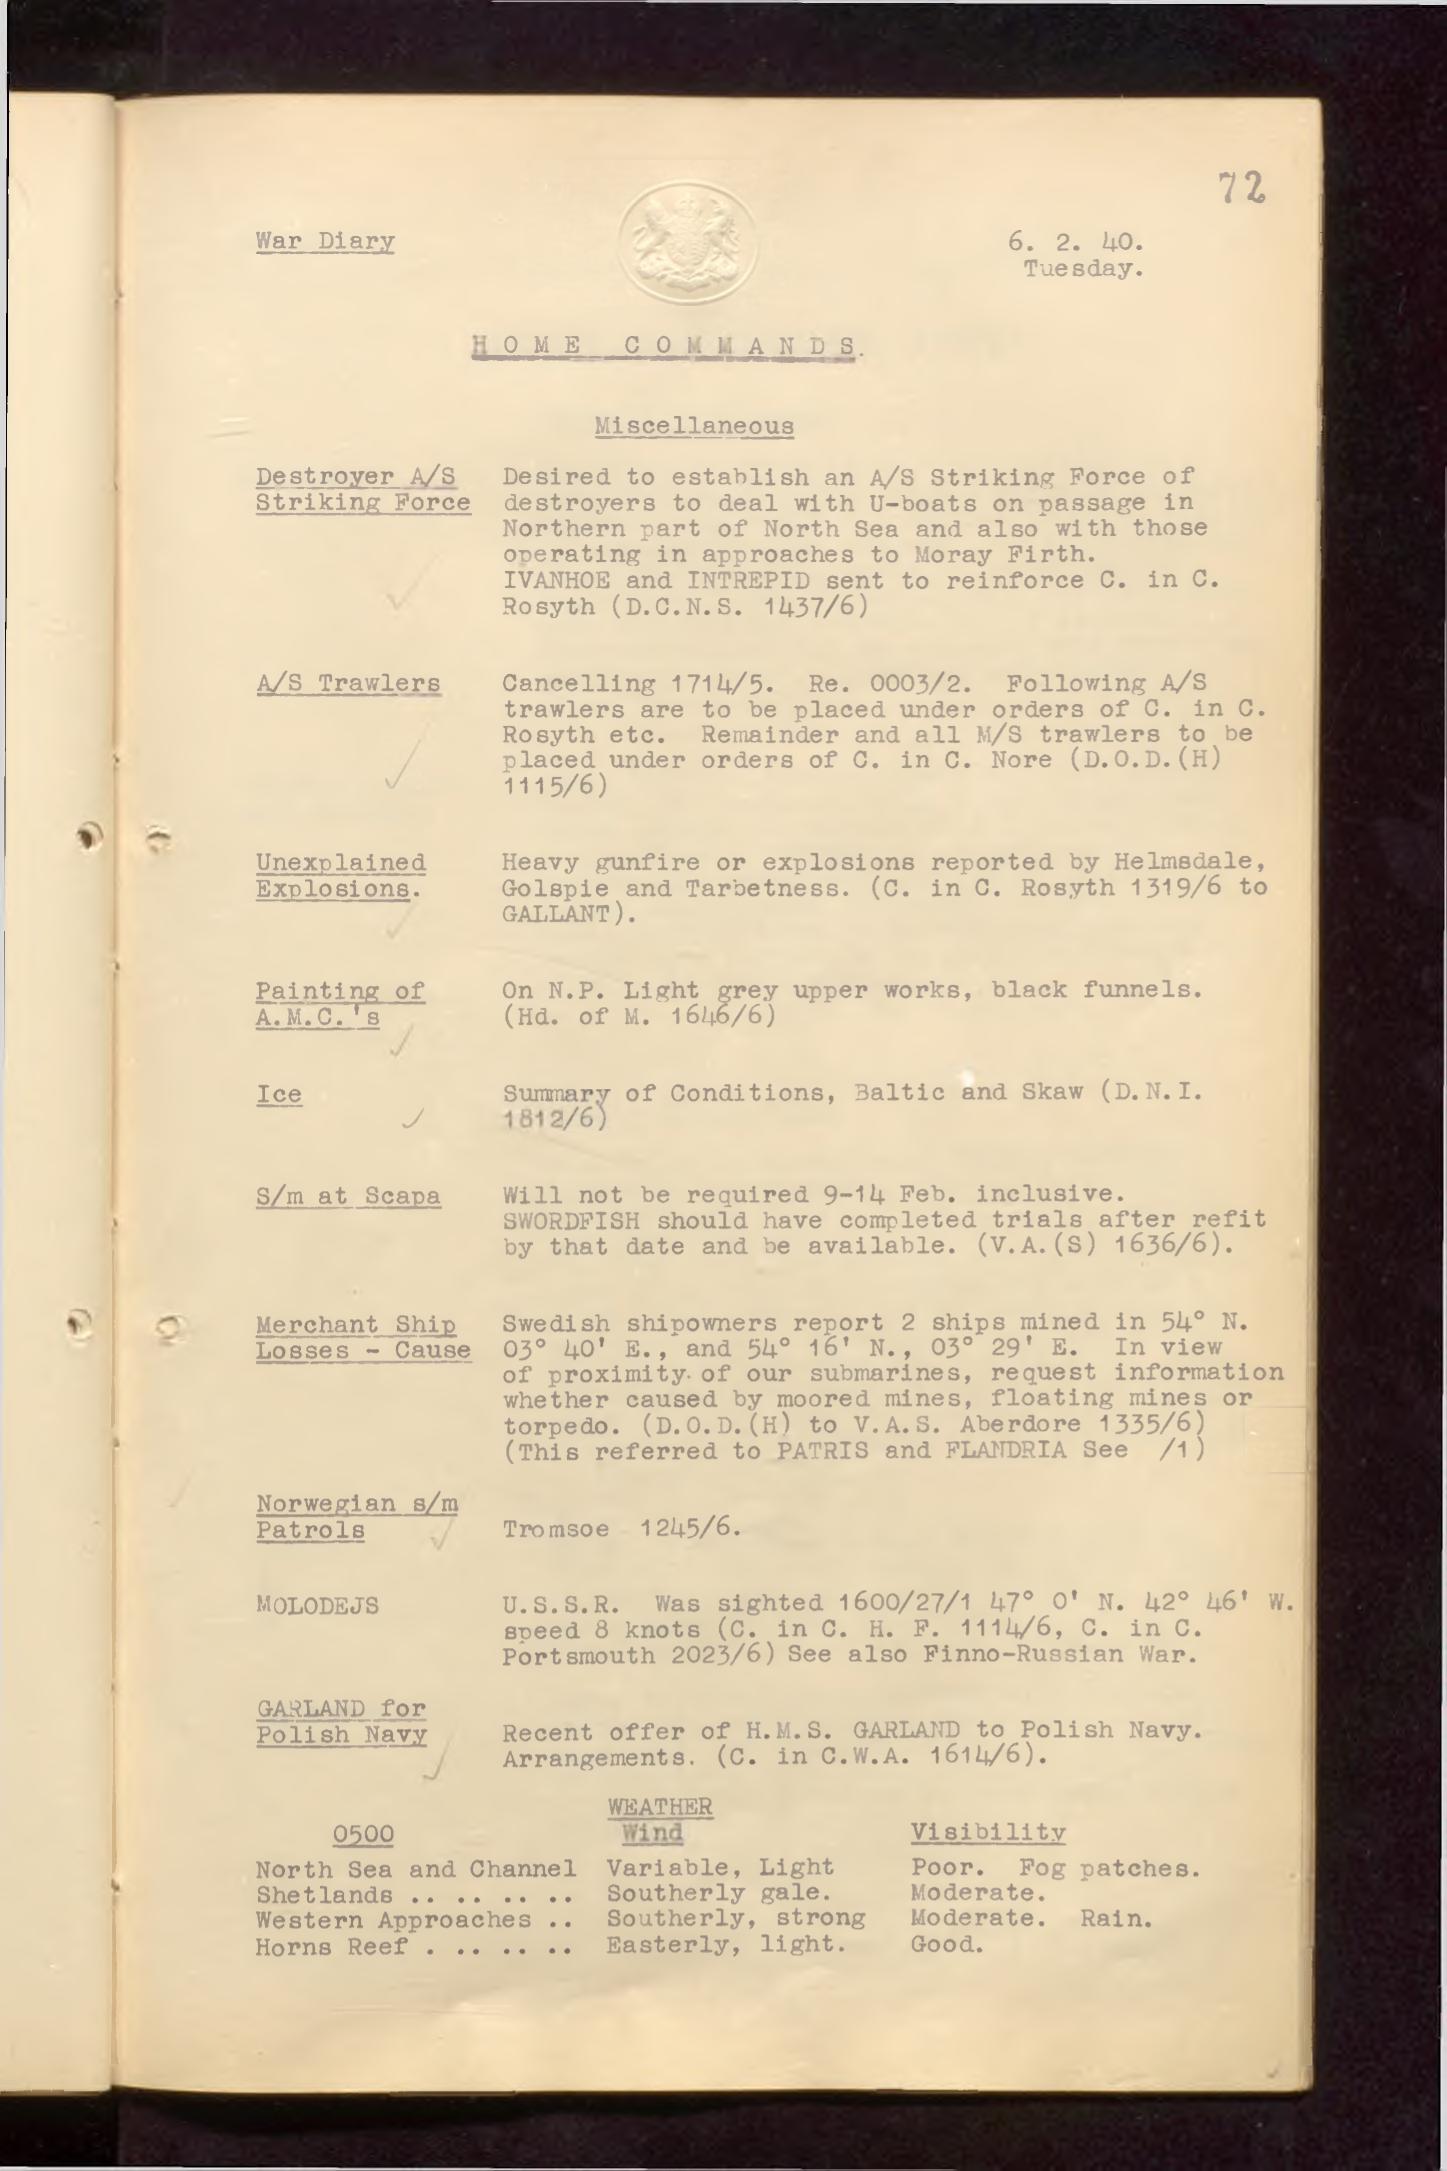 72
War Diary 6. 2. 40.
Tuesday.
HOME COMMANDS.
Miscellaneous
Destroyer A/S Desired to establish an A/S Striking Force of
Striking Force destroyers to deal with U-boats on passage in
Northern part of North Sea and also with those
operating in approaches to Moray Firth.
IVANHOE and INTREPID sent to reinforce C. in C.
Rosyth (D.C.N.S. 1437/6)
A/S Trawlers Cancelling 1714/5. Re. 0003/2. Following A/S
trawlers are to be placed under orders of C. in C.
Rosyth etc. Remainder and all M/S trawlers to be
placed under orders of C. in C. Nore (D.O.D.(H)
1115/6)
Unexplained Heavy gunfire or explosions reported by Helmsdale,
Explosions. Golspie and Tarbetness. (C. in C. Rosyth 1319/6 to
GALLANT).
Painting of On N.P. Light grey upper works, black funnels.
A.M.C.'s (Hd. of M. 1646/6)
Ice Summary of Conditions, Baltic and Skaw (D.N.I.
1812/6)
S/m at Scapa Will not be required 9-14 Feb. inclusive.
SWORDFISH should have completed trials after refit
by that date and be available. (V.A.(S) 1636/6).
Merchant Ship Swedish shipowners report 2 ships mined in 54° N.
Losses - Cause 03° 40' E., and 54° 16' N., 03° 29' E. In view
of proximity of our submarines, request information
whether caused by moored mines, floating mines or
torpedo. (D.O.D.(H) to V.A.S. Aberdore 1335/6)
(This referred to PATRIS and FLANDRIA See /1)
Norwegian s/m
Patrols Tromsoe 1245/6.
MOLODEJS U.S.S.R. Was sighted 1600/27/1 47° 0' N. 42° 46' W.
speed 8 knots (C. in C. H. F. 1114/6, C. in C.
Portsmouth 2023/6) See also Finno-Russian War.
GARLAND for
Polish Navy Recent offer of H.M.S. GARLAND to Polish Navy.
Arrangements. (C. in C.W.A. 1614/6).
WEATHER
0500 Wind Visibility
North Sea and Channel Variable, Light Poor. Fog patches.
Shetlands .. .. .. .. Southerly gale. Moderate.
Western Approaches .. Southerly, strong Moderate. Rain.
Horns Reef . .. .. .. Easterly, light. Good.